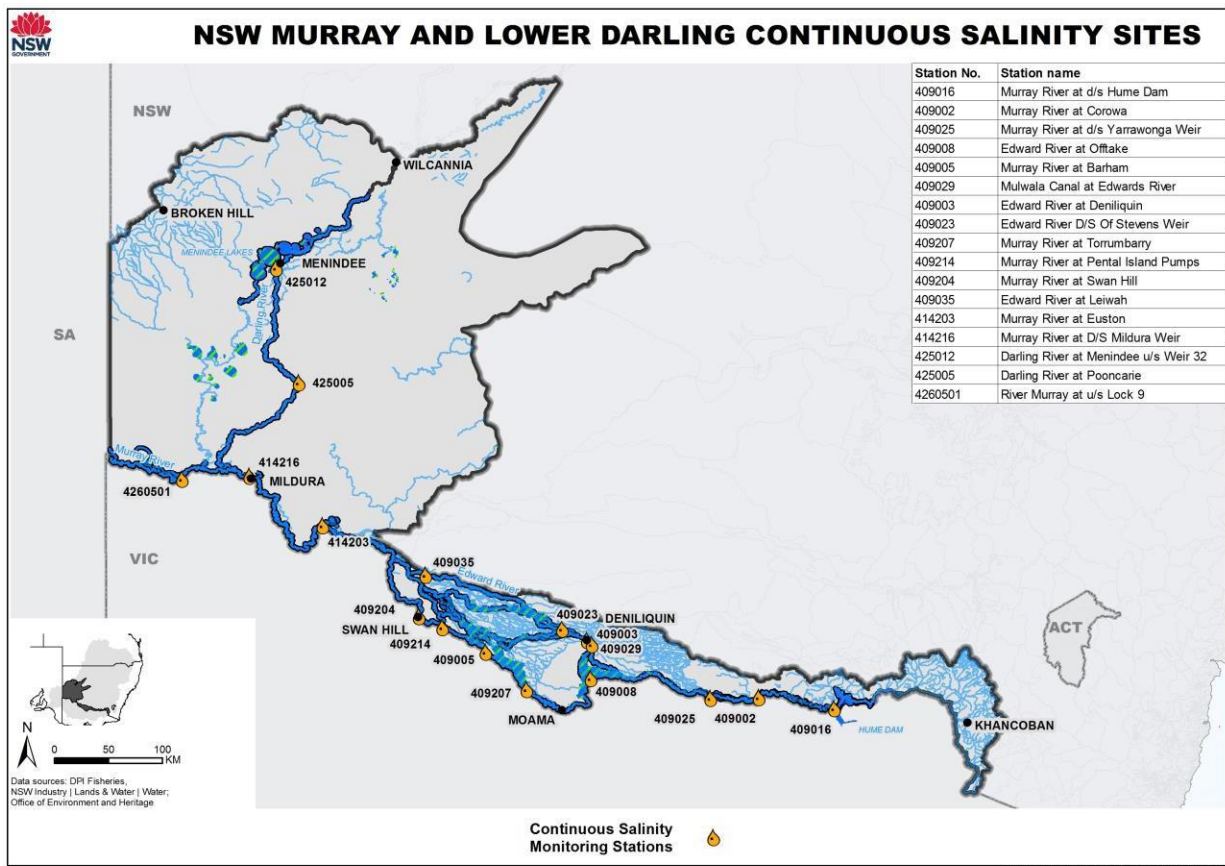 NSW
GOVERNMENT
NSW MURRAY AND LOWER DARLING CONTINUOUS SALINITY SITES
Station No. Station name
409016 Murray River at d/s Hume Dam
409002 Murray River at Corowa
409025 Murray River at d/s Yarrawonga Weir
409008 Edward River at Offtake
409005 Murray River at Barham
409029 Mulwala Canal at Edwards River
409003 Edward River at Deniliquin
409023 Edward River D/S Of Stevens Weir
409207 Murray River at Torrumbarry
409214 Murray River at Pental Island Pumps
409204 Murray River at Swan Hill
409035 Edward River at Leiwah
414203 Murray River at Euston
414216 Murray River at D/S Mildura Weir
425012 Darling River at Menindee u/s Weir 32
425005 Darling River at Pooncarie
4260501 River Murray at u/s Lock 9
NSW
WILCANNIA
BROKEN HILL
MENINDEE LAKES
MENINDEE
425012
Darling River
SA
425005
Murray River
414216
MILDURA
4260501
414203
VIC
409035
Edward River
409204
409023
DENILIQUIN
SWAN HILL
409003
409214
409029
409005
409008
409207
MOAMA
409025
409002
409016
HUME DAM
KHANCOBAN
ACT
N
0 50 100
KM
Data sources: DPI Fisheries,
NSW Industry | Lands & Water | Water;
Office of Environment and Heritage
Continuous Salinity
Monitoring Stations